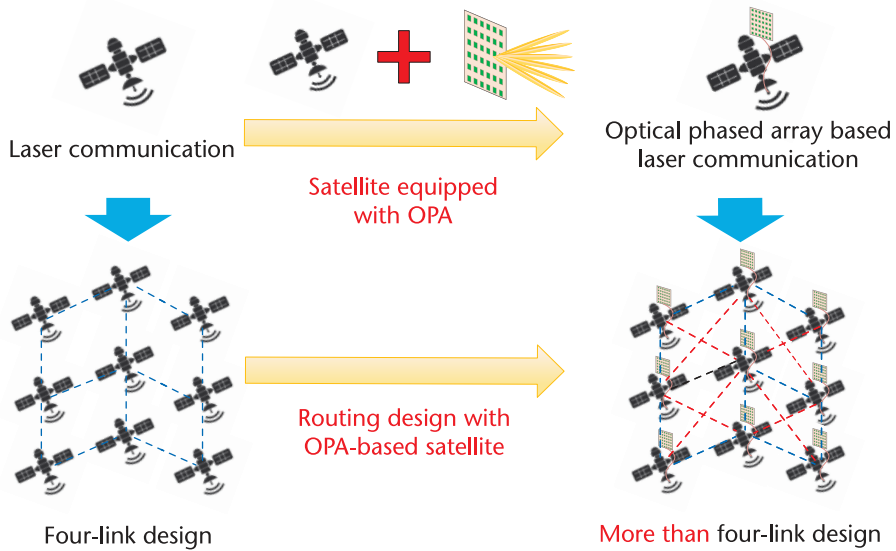 Laser communication
Satellite equipped
with OPA
Optical phased array based
laser communication
Routing design with
OPA-based satellite
Four-link design
More than four-link design